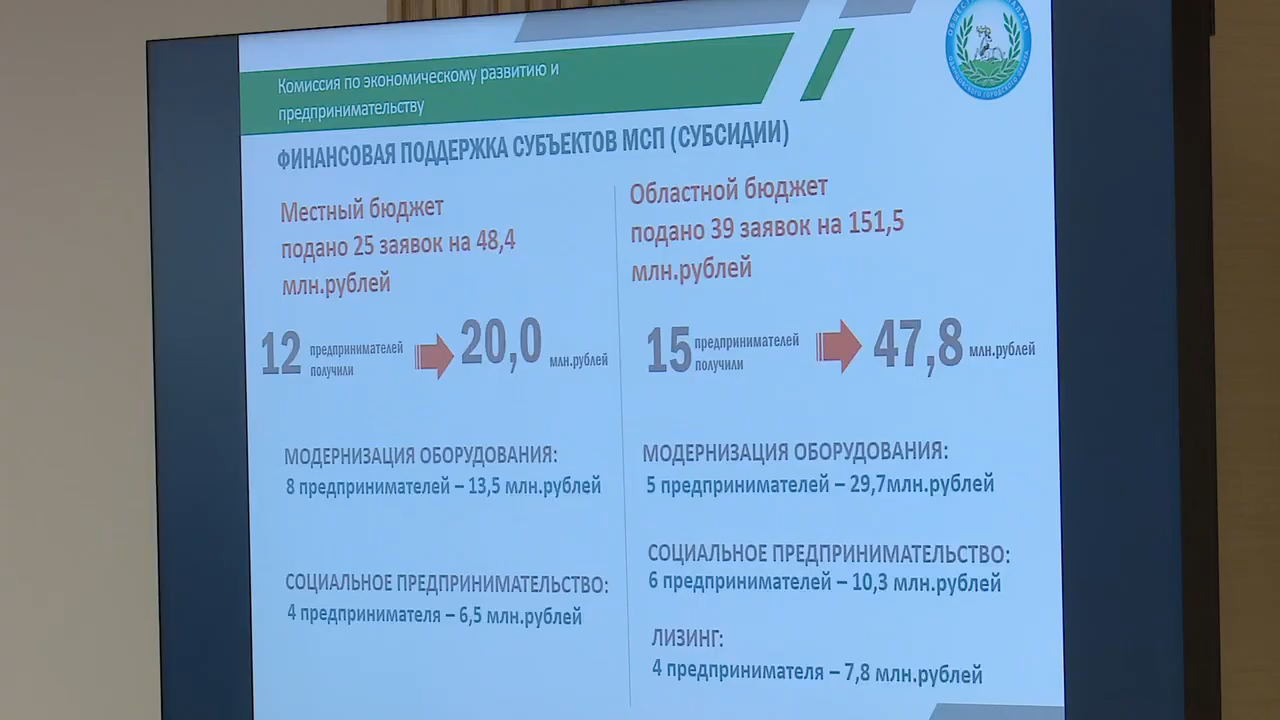 Комиссия по экономическому развитию и
предпринимательству
ФИНАНСОВАЯ ПОДДЕРЖКА СУБЪЕКТОВ МСП (СУБСИДИИ)
Местный бюджет
подано 25 заявок на 48,4
млн.рублей
12 предпринимателей получили 20,0 млн.рублей
МОДЕРНИЗАЦИЯ ОБОРУДОВАНИЯ:
8 предпринимателей – 13,5 млн.рублей
СОЦИАЛЬНОЕ ПРЕДПРИНИМАТЕЛЬСТВО:
4 предпринимателя – 6,5 млн.рублей
Областной бюджет
подано 39 заявок на 151,5
млн.рублей
15 предпринимателей получили 47,8 млн.рублей
МОДЕРНИЗАЦИЯ ОБОРУДОВАНИЯ:
5 предпринимателей – 29,7млн.рублей
СОЦИАЛЬНОЕ ПРЕДПРИНИМАТЕЛЬСТВО:
6 предпринимателей – 10,3 млн.рублей
ЛИЗИНГ:
4 предпринимателя – 7,8 млн.рублей